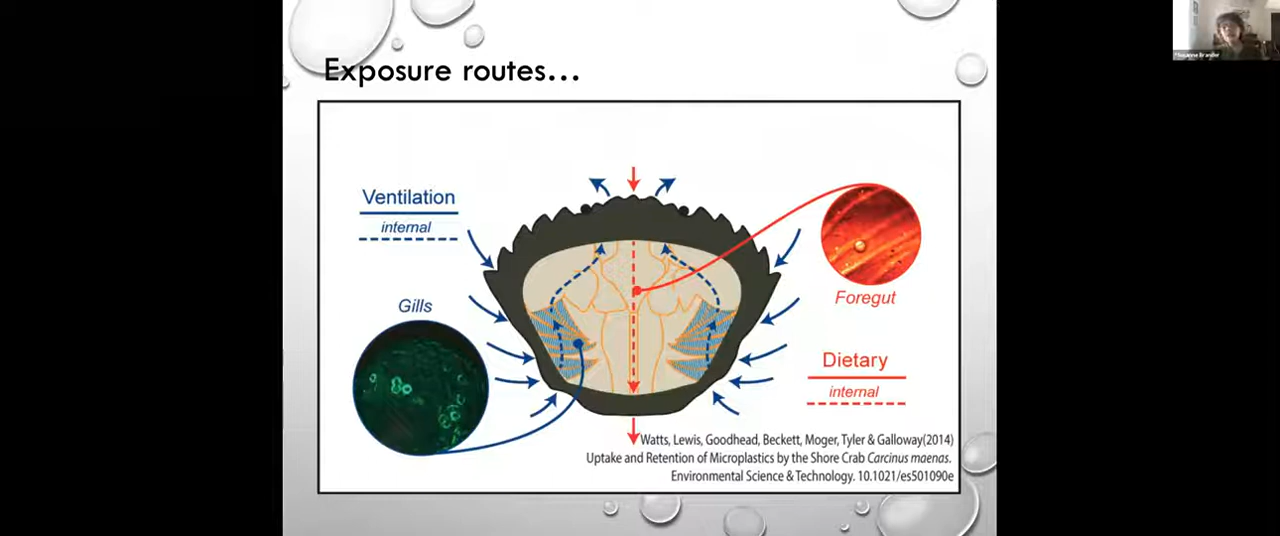 Exposure routes...
Ventilation
internal
Gills
Foregut
Dietary
internal
Watts, Lewis, Goodhead, Beckett, Moger, Tyler & Galloway(2014)
Uptake and Retention of Microplastics by the Shore Crab Carcinus maenas.
Environmental Science & Technology. 10.1021/es501090e